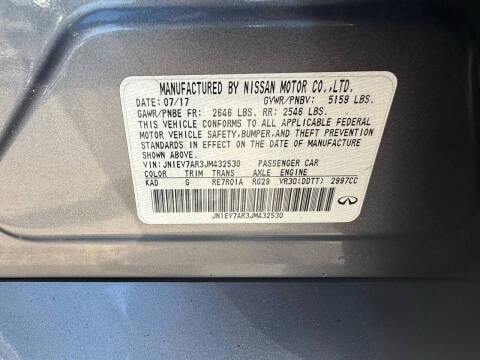 MANUFACTURED BY NISSAN MOTOR CO.,LTD.
DATE: 07/17 GVWR/PNBV: 5159 LBS.
GAWR/PNBE FR: 2646 LBS. RR: 2546 LBS.
THIS VEHICLE CONFORMS TO ALL APPLICABLE FEDERAL
MOTOR VEHICLE SAFETY,BUMPER,AND THEFT PREVENTION
STANDARDS IN EFFECT ON THE DATE OF MANUFACTURE
SHOWN ABOVE.
VIN: JN1EV7AR3JM432530 PASSENGER CAR
COLOR TRIM TRANS AXLE ENGINE
KAD G RE7R01A RG29 VR30(DDTT) 2997CC
JN1EV7AR3JM432530